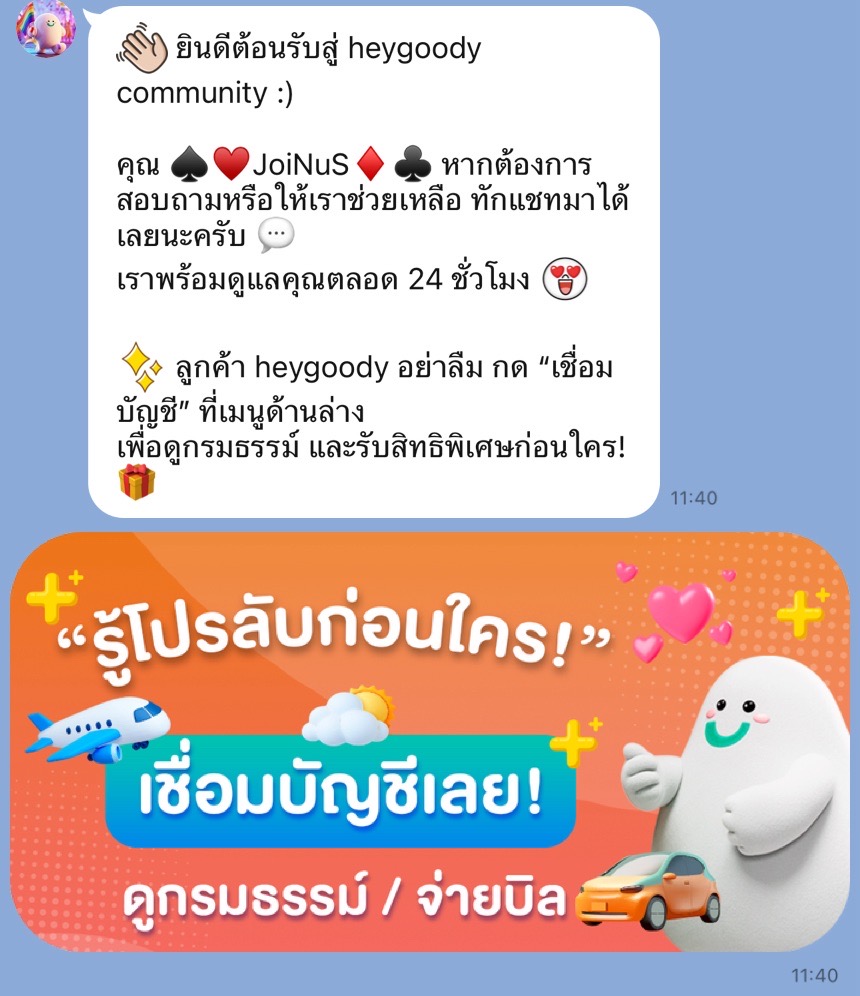 👋 ยินดีต้อนรับสู่ heygoody
community :)
คุณ ♠️❤️JoiNuS♦️♣️ หากต้องการ
สอบถามหรือให้เราช่วยเหลือ ทักแชทมาได้
เลยนะครับ 💬
เราพร้อมดูแลคุณตลอด 24 ชั่วโมง 😍
✨ ลูกค้า heygoody อย่าลืม กด “เชื่อม
บัญชี” ที่เมนูด้านล่าง
เพื่อดูกรมธรรม์ และรับสิทธิพิเศษก่อนใคร!
🎁
11:40
“รู้โปรลับก่อนใคร!”
เชื่อมบัญชีเลย!
ดูกรมธรรม์ / จ่ายบิล
11:40